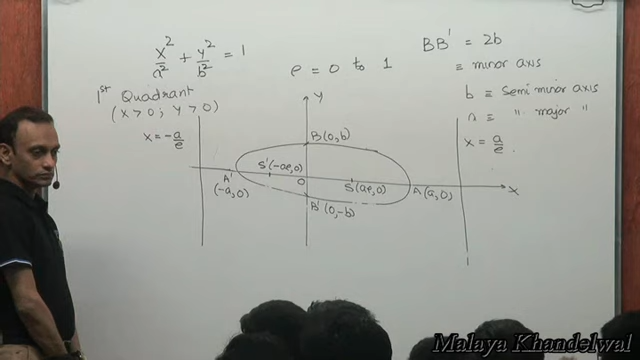 x²/a² + y²/b² = 1
e = 0 to 1
BB' = 2b
≡ minor axis
b ≡ semi minor axis
a ≡ " major "
1st Quadrant
(x > 0 ; y > 0)
x = -a/e
x = a/e
Y
B(0, b)
S'(-ae, 0)
O
S(ae, 0)
A'
(-a, 0)
A(a, 0)
X
B'(0, -b)
Malaya Khandelwal